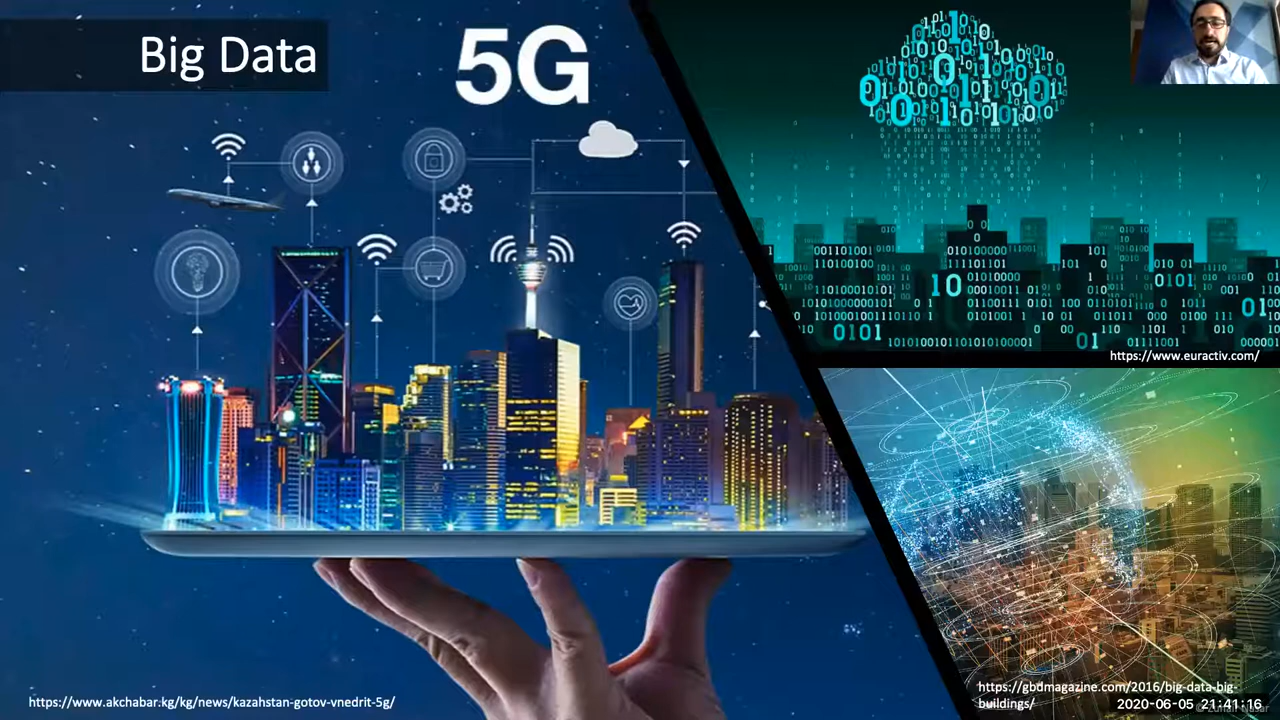 Big Data
5G
https://www.akchabar.kg/kg/news/kazahstan-gotov-vnedrit-5g/
https://www.euractiv.com/
https://gbdmagazine.com/2016/big-data-big-
buildings/
2020-06-05 21:41:16